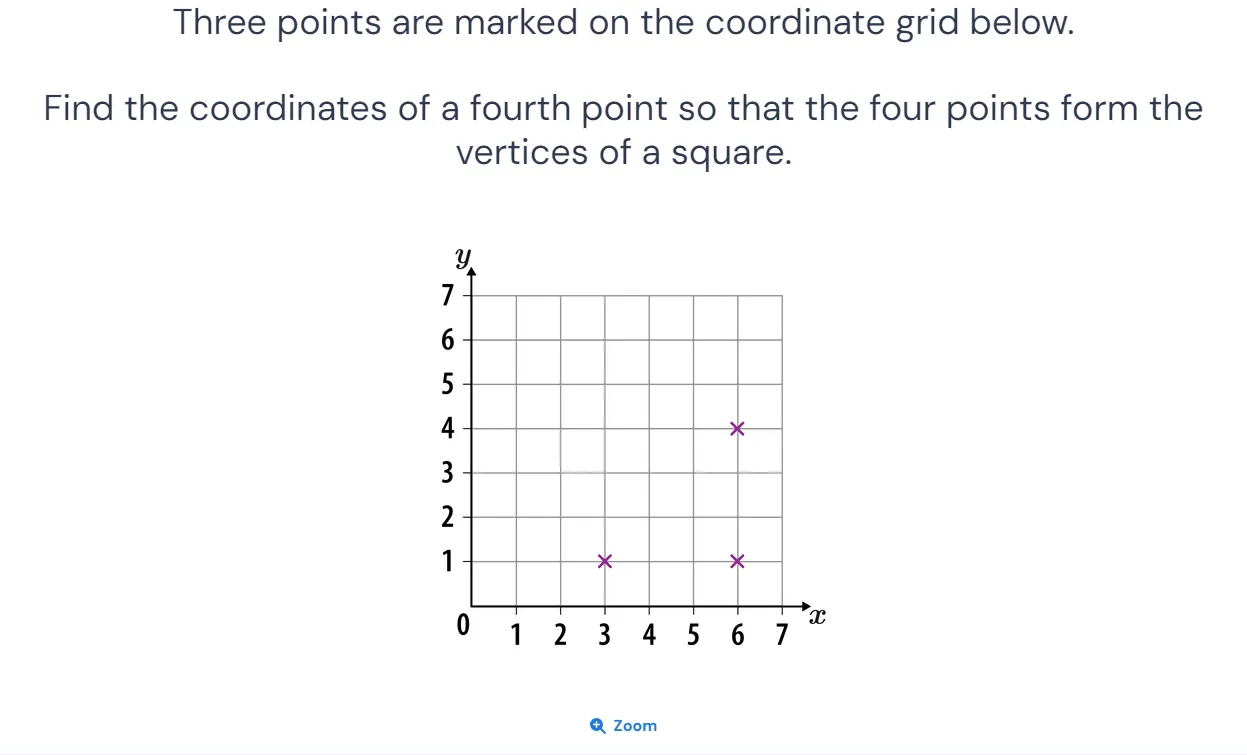 Three points are marked on the coordinate grid below.
Find the coordinates of a fourth point so that the four points form the
vertices of a square.
y
7
6
5
4
3
2
1
0
1 2 3 4 5 6 7
x
Zoom